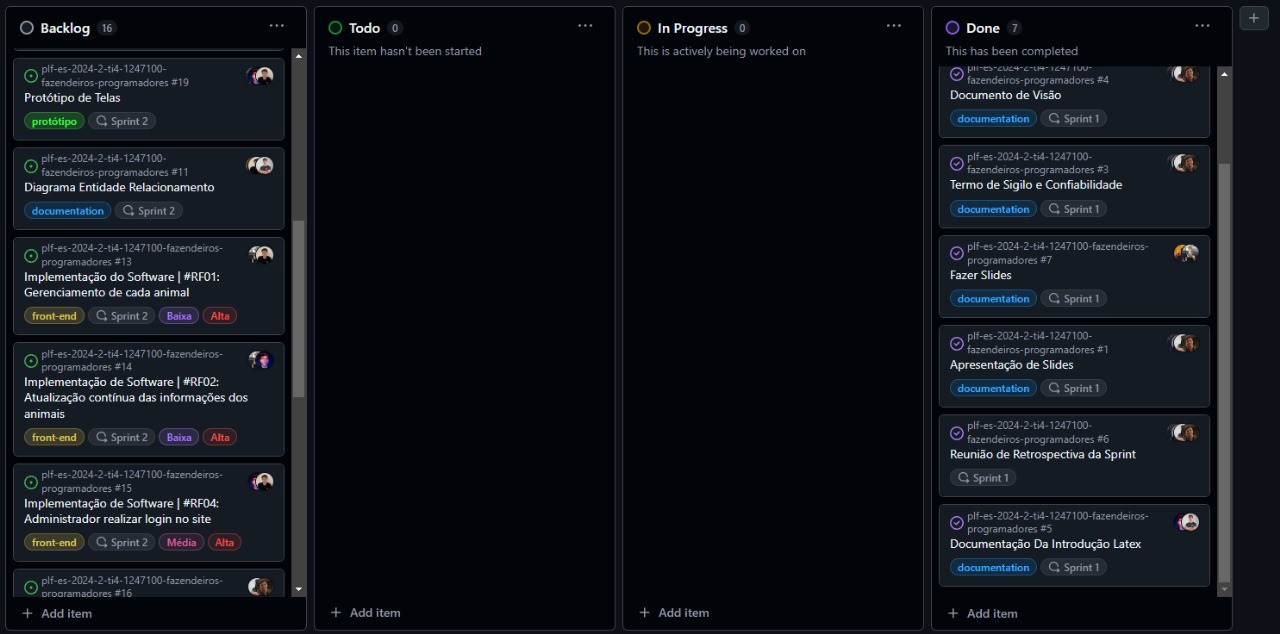 Backlog 16
plf-es-2024-2-ti4-1247100-
fazendeiros-programadores #19
Protótipo de Telas
protótipo Sprint 2
plf-es-2024-2-ti4-1247100-
fazendeiros-programadores #11
Diagrama Entidade Relacionamento
documentation Sprint 2
plf-es-2024-2-ti4-1247100-fazendeiros-
programadores #13
Implementação do Software | #RF01:
Gerenciamento de cada animal
front-end Sprint 2 Baixa Alta
plf-es-2024-2-ti4-1247100-fazendeiros-
programadores #14
Implementação de Software | #RF02:
Atualização contínua das informações dos
animais
front-end Sprint 2 Baixa Alta
plf-es-2024-2-ti4-1247100-fazendeiros-
programadores #15
Implementação de Software | #RF04:
Administrador realizar login no site
front-end Sprint 2 Média Alta
plf-es-2024-2-ti4-1247100-fazendeiros-
programadores #16
+ Add item
Todo 0
This item hasn't been started
+ Add item
In Progress 0
This is actively being worked on
+ Add item
Done 7
This has been completed
plf-es-2024-2-ti4-1247100-
fazendeiros-programadores #4
Documento de Visão
documentation Sprint 1
plf-es-2024-2-ti4-1247100-
fazendeiros-programadores #3
Termo de Sigilo e Confiabilidade
documentation Sprint 1
plf-es-2024-2-ti4-1247100-fazendeiros-
programadores #7
Fazer Slides
documentation Sprint 1
plf-es-2024-2-ti4-1247100-
fazendeiros-programadores #1
Apresentação de Slides
documentation Sprint 1
plf-es-2024-2-ti4-1247100-
fazendeiros-programadores #6
Reunião de Retrospectiva da Sprint
Sprint 1
plf-es-2024-2-ti4-1247100-fazendeiros-
programadores #5
Documentação Da Introdução Latex
documentation Sprint 1
+ Add item